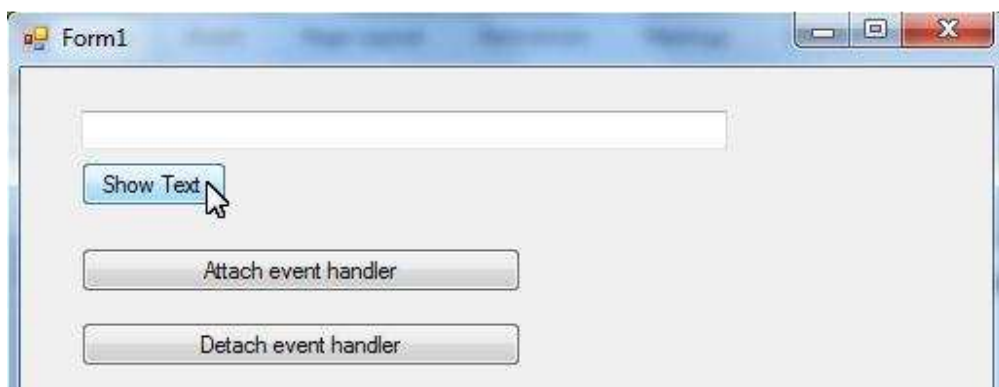 Form1
Show Text
Attach event handler
Detach event handler